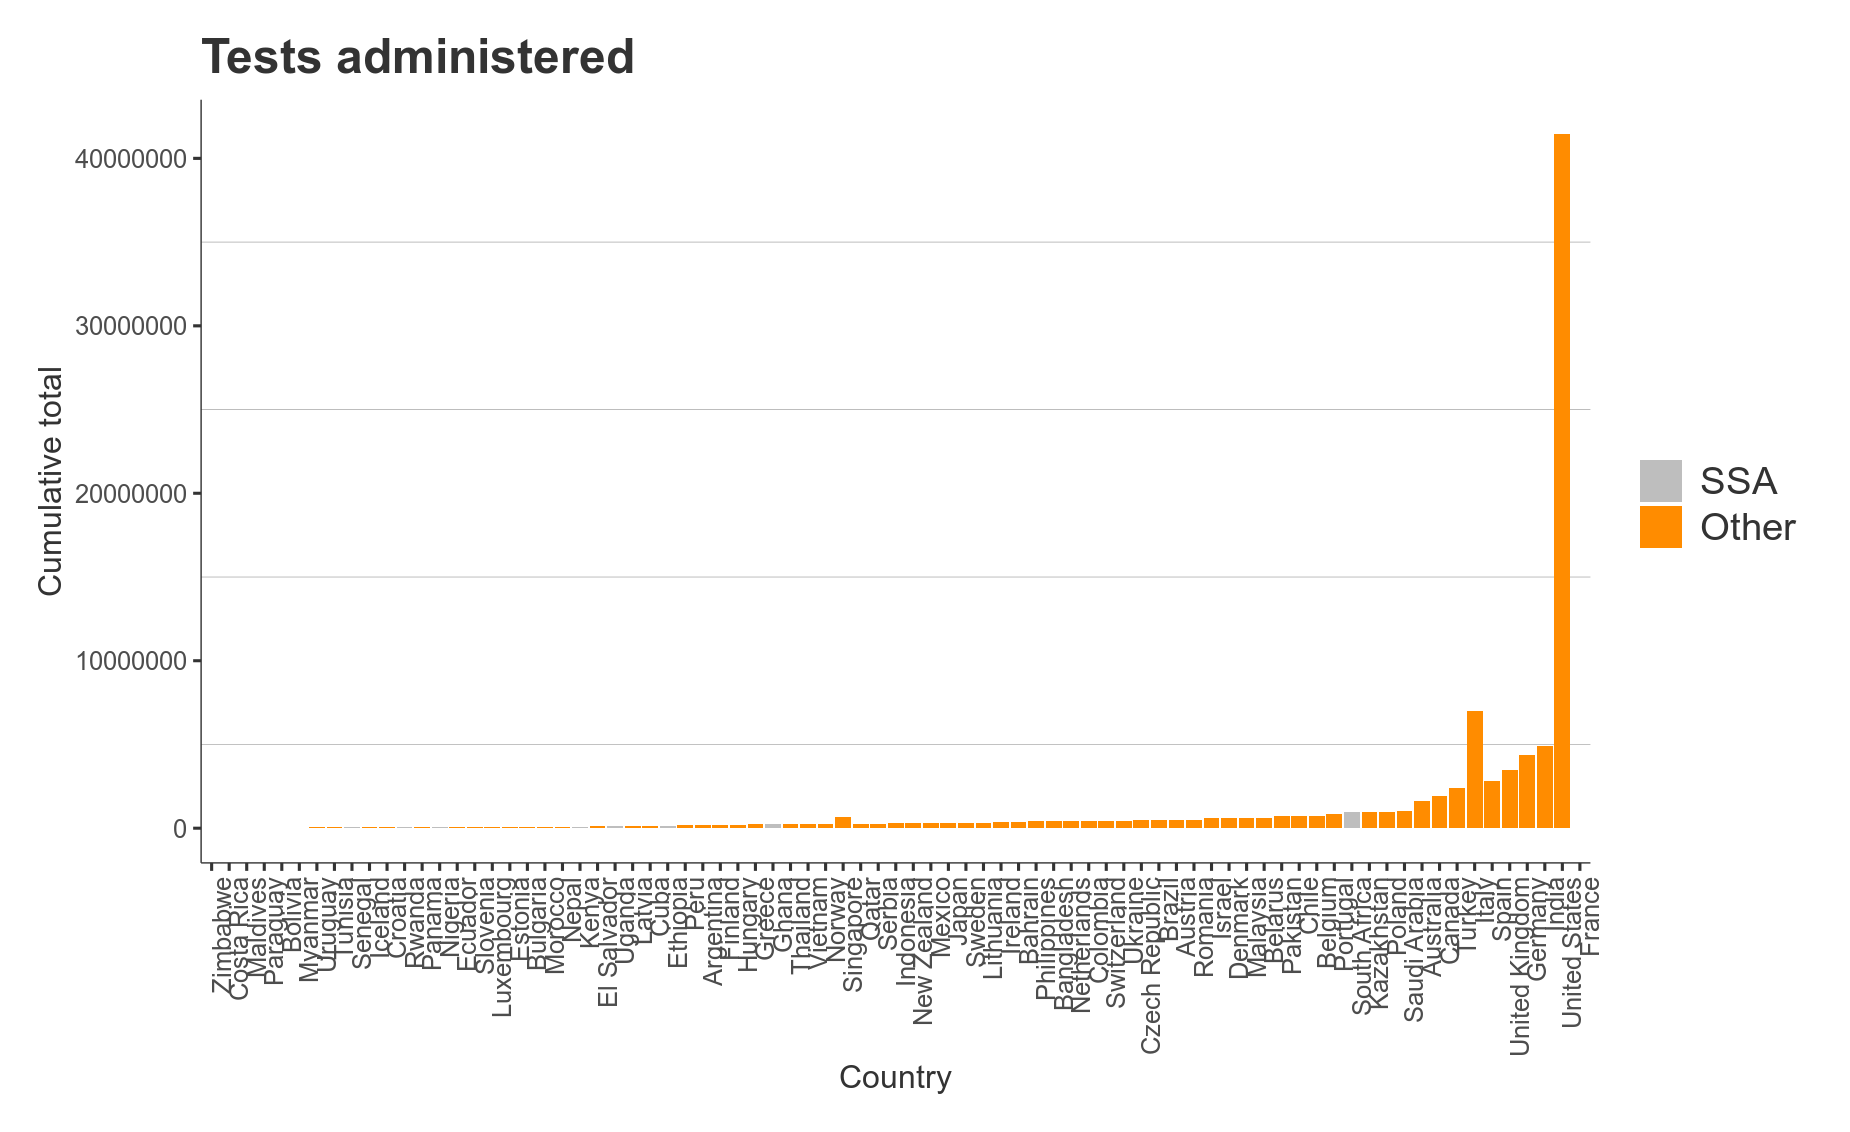 Tests administered
Cumulative total
40000000
30000000
20000000
10000000
0
Zimbabwe
Costa Rica
Maldives
Paraguay
Bolivia
Myanmar
Uruguay
Tunisia
Senegal
Iceland
Croatia
Rwanda
Panama
Nigeria
Ecuador
Slovenia
Luxembourg
Estonia
Bulgaria
Morocco
Nepal
Kenya
El Salvador
Uganda
Latvia
Cuba
Ethiopia
Peru
Argentina
Finland
Hungary
Greece
Ghana
Thailand
Vietnam
Norway
Singapore
Qatar
Serbia
Indonesia
New Zealand
Mexico
Japan
Sweden
Lithuania
Ireland
Bahrain
Philippines
Bangladesh
Netherlands
Colombia
Switzerland
Ukraine
Czech Republic
Brazil
Austria
Romania
Israel
Denmark
Malaysia
Belarus
Pakistan
Chile
Belgium
Portugal
South Africa
Kazakhstan
Poland
Saudi Arabia
Australia
Canada
Turkey
Italy
Spain
United Kingdom
Germany
India
United States
France
Country
SSA
Other